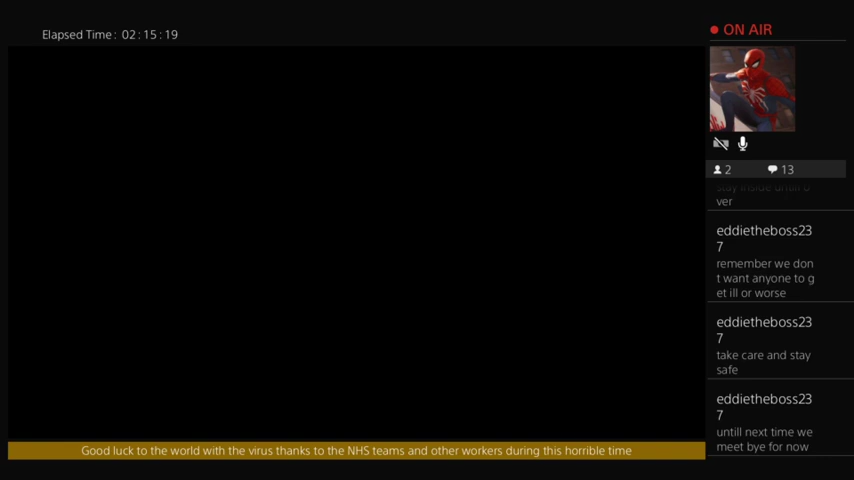 Elapsed Time: 02:15:19
ON AIR
2
13
stay inside untill o
ver
eddietheboss23
7
remember we don
t want anyone to g
et ill or worse
eddietheboss23
7
take care and stay
safe
eddietheboss23
7
untill next time we
meet bye for now
Good luck to the world with the virus thanks to the NHS teams and other workers during this horrible time